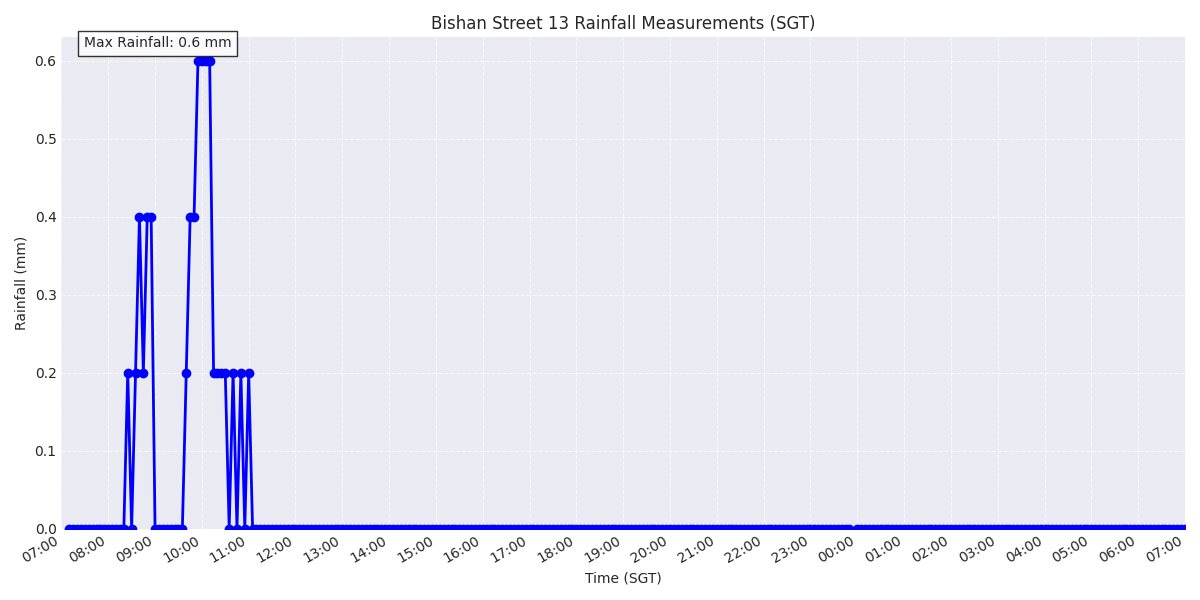 Bishan Street 13 Rainfall Measurements (SGT)
Max Rainfall: 0.6 mm
0.6
0.5
0.4
0.3
0.2
0.1
0.0
Rainfall (mm)
07:00 08:00 09:00 10:00 11:00 12:00 13:00 14:00 15:00 16:00 17:00 18:00 19:00 20:00 21:00 22:00 23:00 00:00 01:00 02:00 03:00 04:00 05:00 06:00 07:00
Time (SGT)